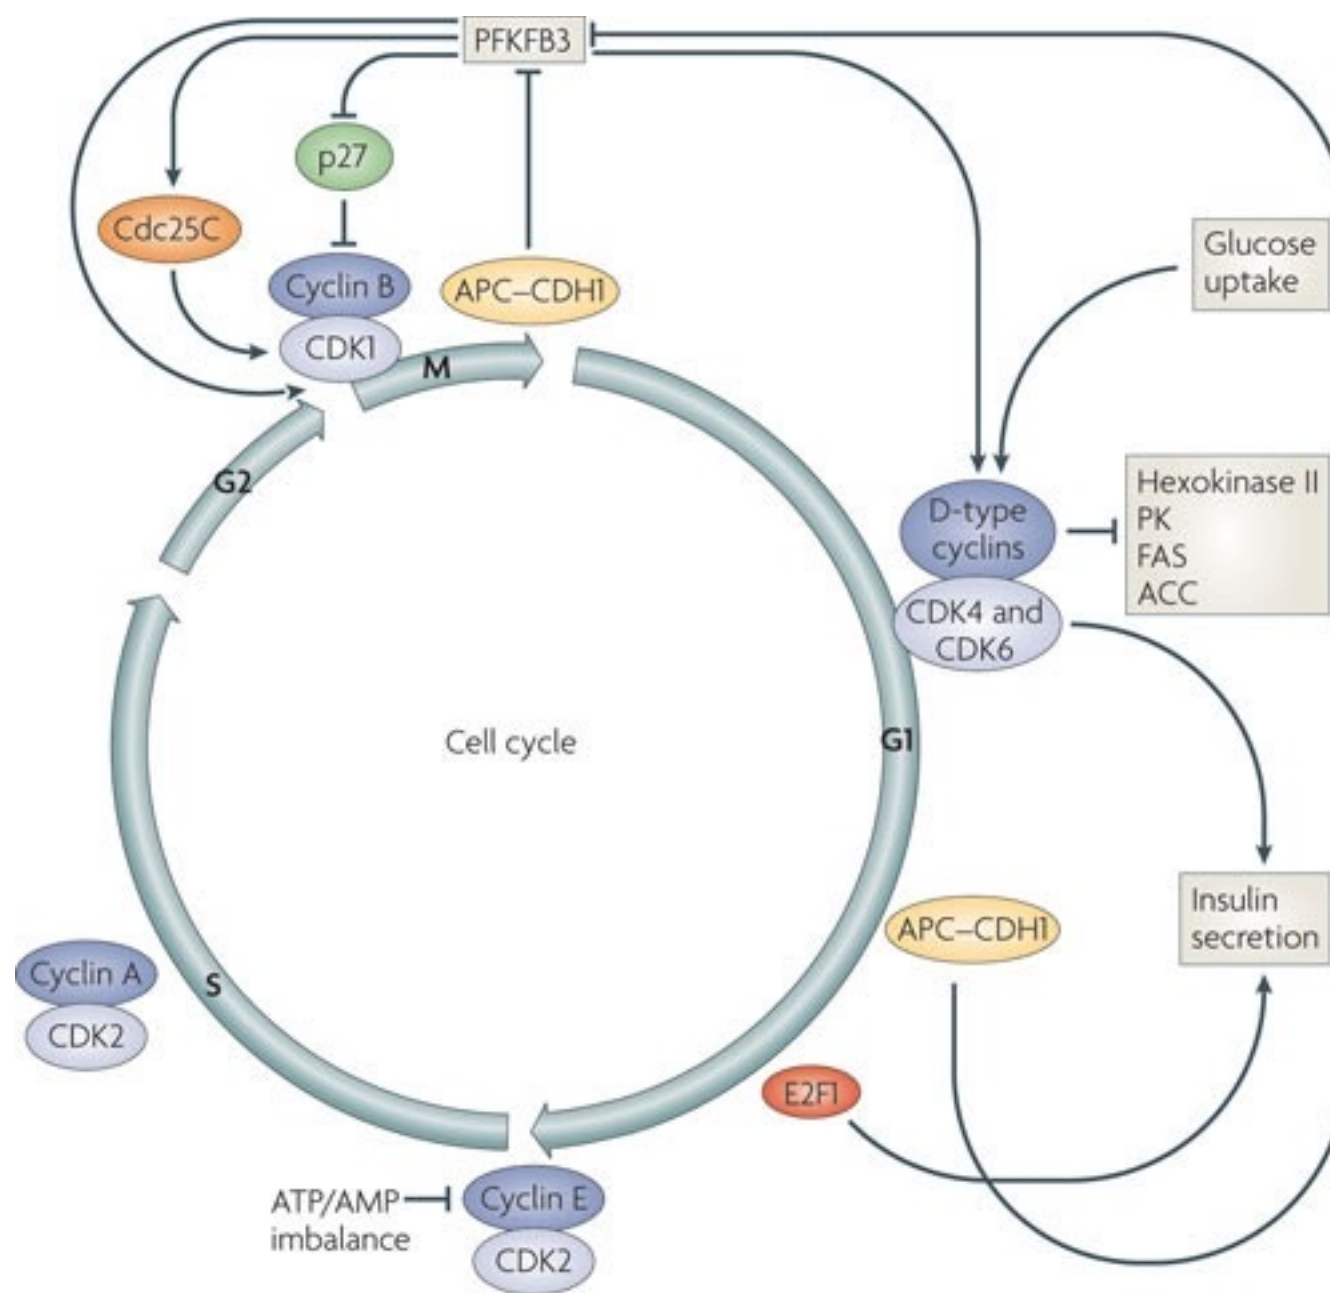 PFKFB3
p27
Cdc25C
Cyclin B
CDK1
APC–CDH1
M
G2
Glucose
uptake
D-type
cyclins
CDK4 and
CDK6
Hexokinase II
PK
FAS
ACC
Cell cycle
G1
Insulin
secretion
APC–CDH1
E2F1
Cyclin A
CDK2
S
ATP/AMP
imbalance
Cyclin E
CDK2